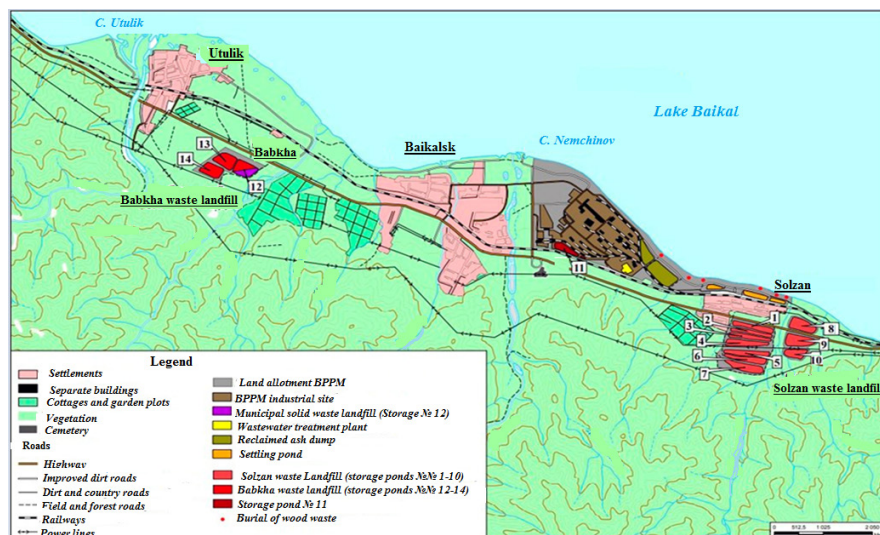 C. Utulik
Utulik
Lake Baikal
C. Nemchinov
Baikalsk
13
Babkha
14
12
Babkha waste landfill
11
Solzan
1
2
3
8
4
9
6
5
10
7
Solzan waste landfil
Legend
Settlements
Separate buildings
Cottages and garden plots
Vegetation
Cemetery
Roads
Highway
Improved dirt roads
Dirt and country roads
Field and forest roads
Railways
Power lines
Land allotment BPPM
BPPM industrial site
Municipal solid waste landfill (Storage № 12)
Wastewater treatment plant
Reclaimed ash dump
Settling pond
Solzan waste Landfill (storage ponds №№ 1-10)
Babkha waste landfill (storage ponds №№ 12-14)
Storage pond № 11
Burial of wood waste
0 512,5 1 025 2 050